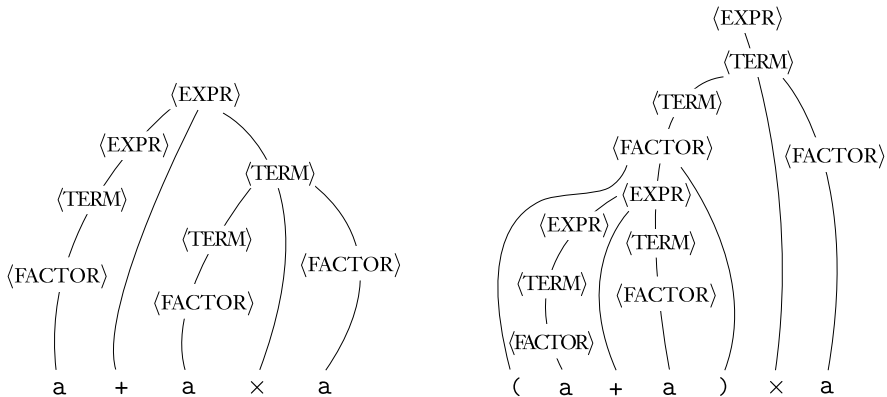 ⟨EXPR⟩
⟨EXPR⟩
⟨TERM⟩
⟨TERM⟩
⟨TERM⟩
⟨FACTOR⟩
⟨FACTOR⟩
⟨FACTOR⟩
a + a × a
⟨EXPR⟩
⟨TERM⟩
⟨TERM⟩
⟨FACTOR⟩
⟨FACTOR⟩
⟨EXPR⟩
⟨EXPR⟩
⟨TERM⟩
⟨TERM⟩
⟨FACTOR⟩
⟨FACTOR⟩
( a + a ) × a